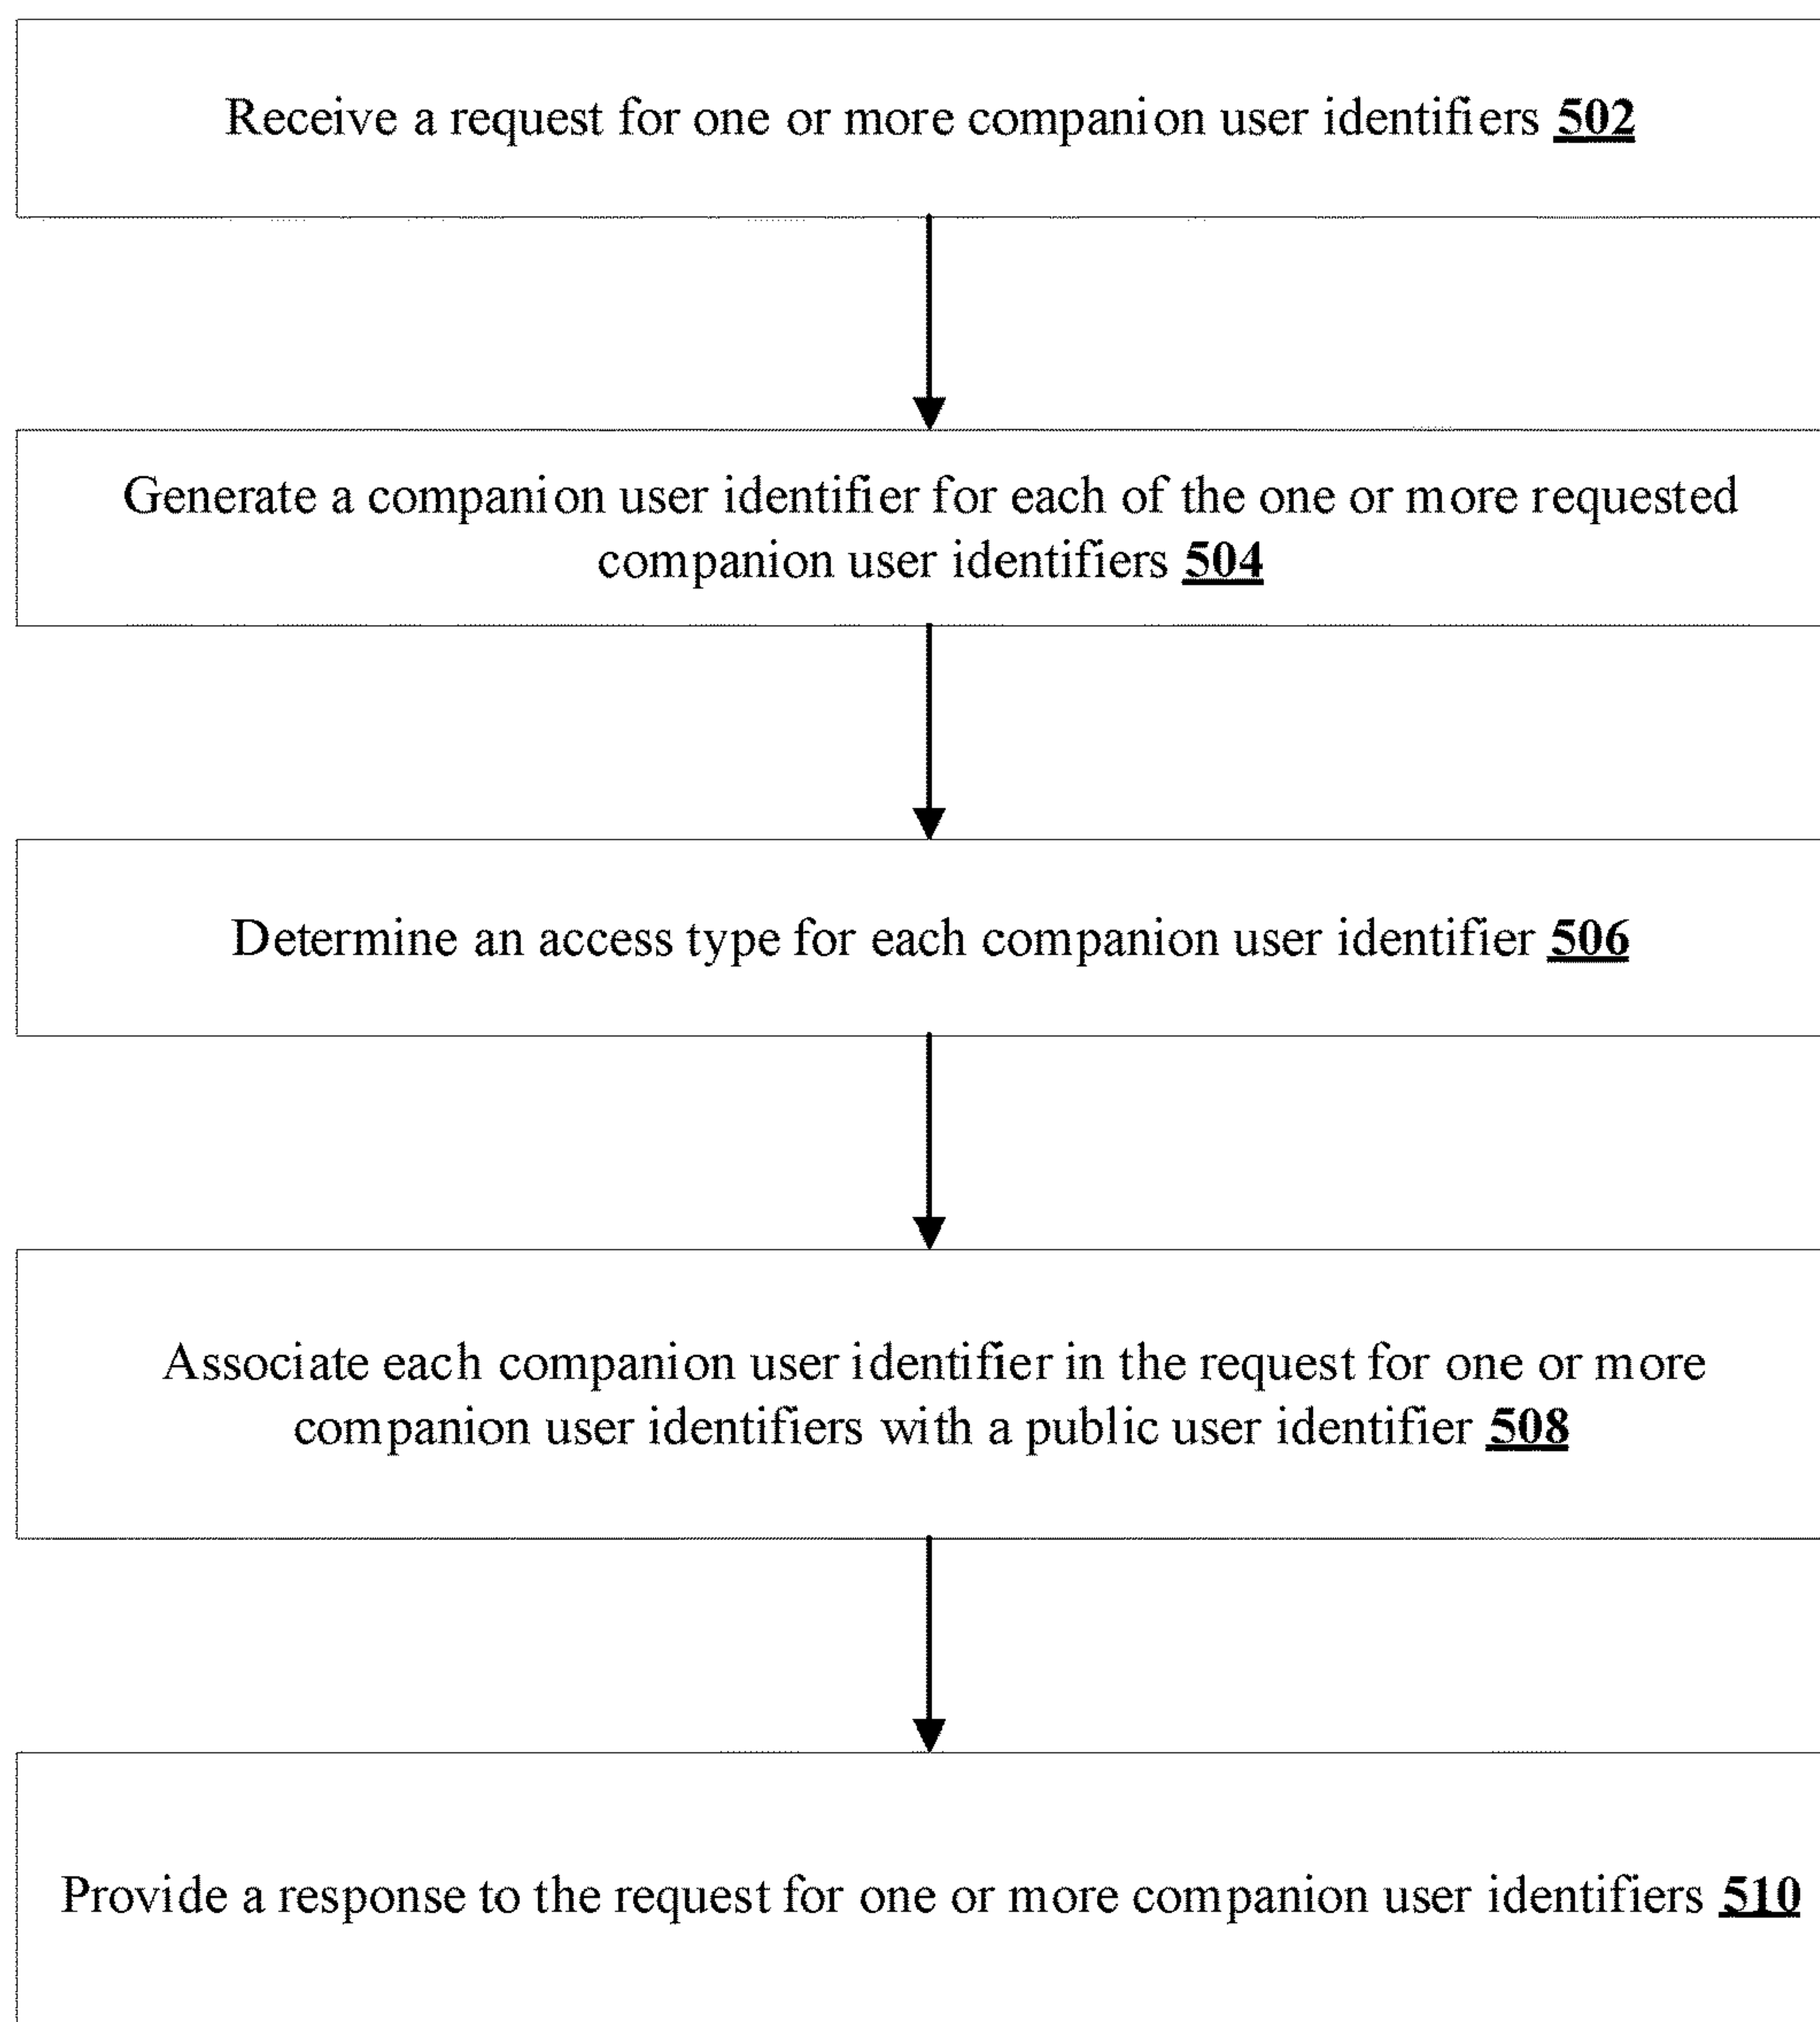 Receive a request for one or more companion user identifiers 502
Generate a companion user identifier for each of the one or more requested
companion user identifiers 504
Determine an access type for each companion user identifier 506
Associate each companion user identifier in the request for one or more
companion user identifiers with a public user identifier 508
Provide a response to the request for one or more companion user identifiers 510